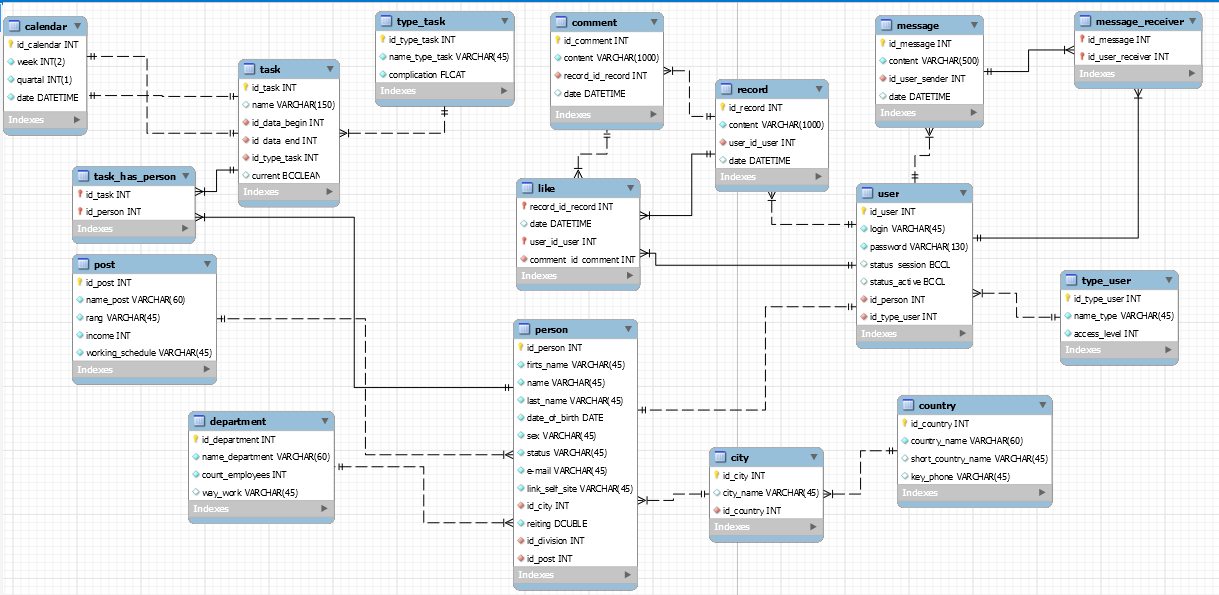 calendar
id_calendar INT
week INT(2)
quartal INT(1)
date DATETIME
Indexes
task
id_task INT
name VARCHAR(150)
id_data_begin INT
id_data_end INT
id_type_task INT
current BCCLEAN
Indexes
type_task
id_type_task INT
name_type_task VARCHAR(45)
complication FLCAT
Indexes
comment
id_comment INT
content VARCHAR(1000)
record_id_record INT
date DATETIME
Indexes
record
id_record INT
content VARCHAR(1000)
user_id_user INT
date DATETIME
Indexes
message
id_message INT
content VARCHAR(500)
id_user_sender INT
date DATETIME
Indexes
message_receiver
id_message INT
id_user_receiver INT
Indexes
task_has_person
id_task INT
id_person INT
Indexes
like
record_id_record INT
date DATETIME
user_id_user INT
comment_id_comment INT
Indexes
user
id_user INT
login VARCHAR(45)
password VARCHAR(130)
status_session BCCL
status_active BCCL
id_person INT
id_type_user INT
Indexes
post
id_post INT
name_post VARCHAR(60)
rang VARCHAR(45)
income INT
working_schedule VARCHAR(45)
Indexes
type_user
id_type_user INT
name_type VARCHAR(45)
access_level INT
Indexes
person
id_person INT
firts_name VARCHAR(45)
name VARCHAR(45)
last_name VARCHAR(45)
date_of_birth DATE
sex VARCHAR(45)
status VARCHAR(45)
e-mail VARCHAR(45)
link_self_site VARCHAR(45)
id_city INT
reiting DCUBLE
id_division INT
id_post INT
Indexes
department
id_department INT
name_department VARCHAR(60)
count_employees INT
way_work VARCHAR(45)
Indexes
city
id_city INT
city_name VARCHAR(45)
id_country INT
Indexes
country
id_country INT
country_name VARCHAR(60)
short_country_name VARCHAR(45)
key_phone VARCHAR(45)
Indexes